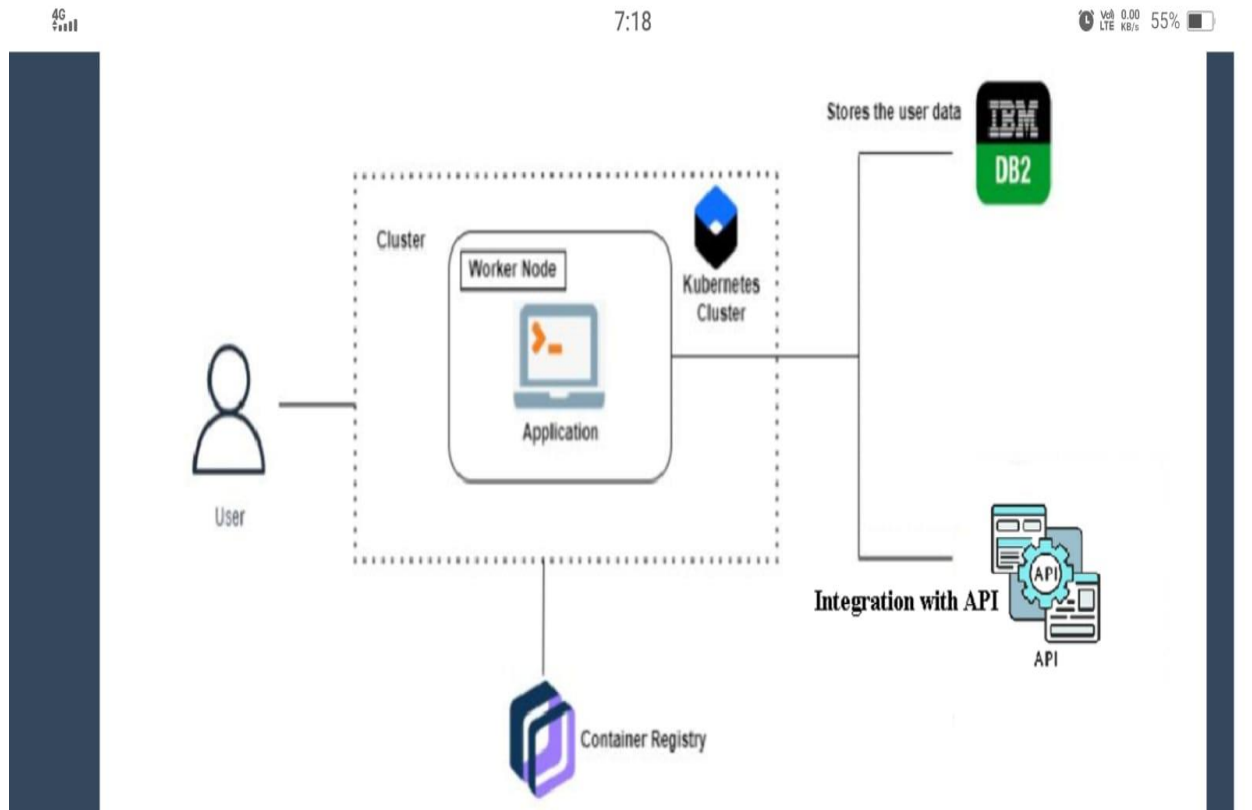 4G
7:18
Vo)) 0.00
LTE KB/s
55%
Stores the user data
IBM
DB2
Cluster
Worker Node
Kubernetes
Cluster
Application
User
API
Integration with API
API
Container Registry